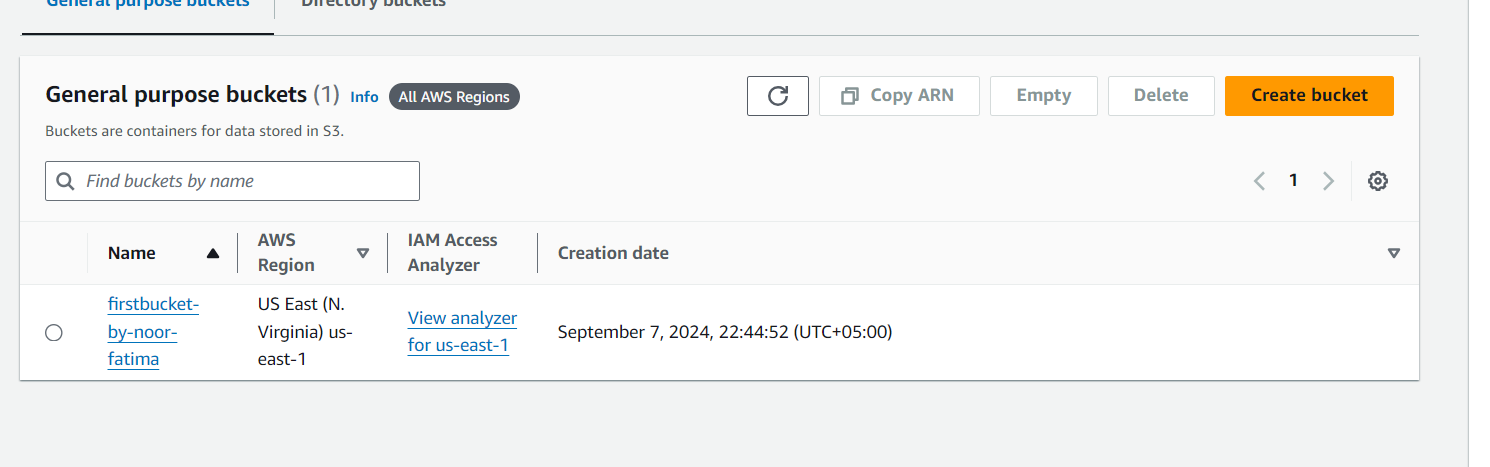 General purpose buckets Directory buckets
General purpose buckets (1) Info All AWS Regions Copy ARN Empty Delete Create bucket
Buckets are containers for data stored in S3.
Find buckets by name 1
Name AWS Region IAM Access Analyzer Creation date
firstbucket-by-noor-fatima US East (N. Virginia) us-east-1 View analyzer for us-east-1 September 7, 2024, 22:44:52 (UTC+05:00)